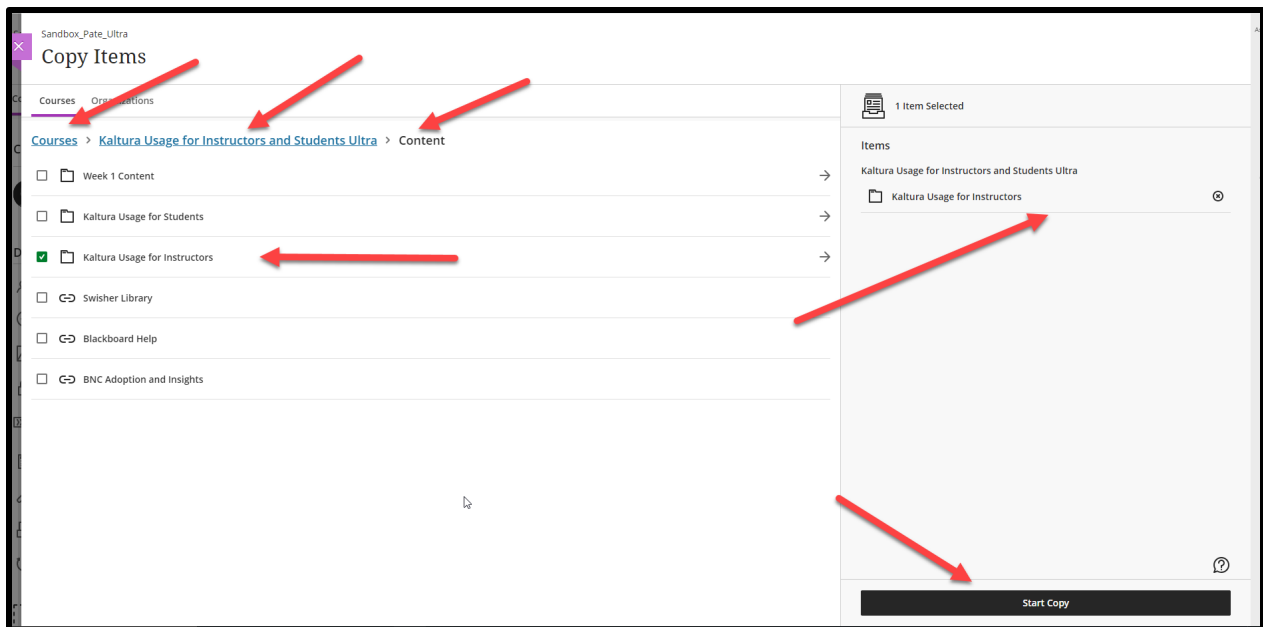 Sandbox_Pate_Ultra
Copy Items
Courses Organizations
Courses > Kaltura Usage for Instructors and Students Ultra > Content
Week 1 Content
Kaltura Usage for Students
Kaltura Usage for Instructors
Swisher Library
Blackboard Help
BNC Adoption and Insights
1 Item Selected
Items
Kaltura Usage for Instructors and Students Ultra
Kaltura Usage for Instructors
Start Copy